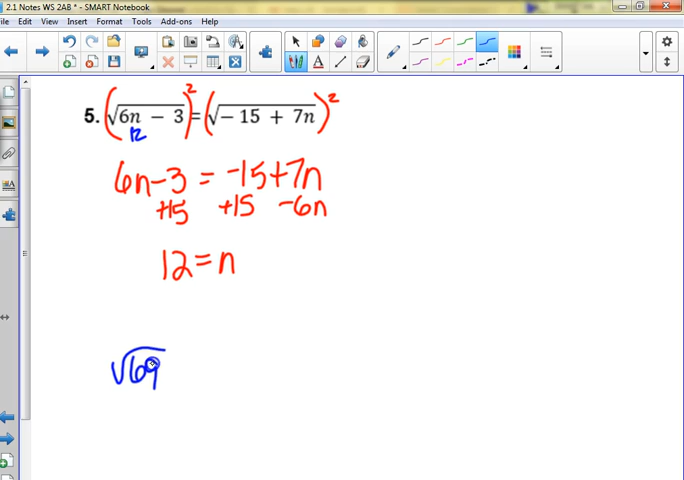 2.1 Notes WS 2AB * - SMART Notebook
File Edit View Insert Format Tools Add-ons Help
5. (√6n − 3)² = (√− 15 + 7n)²
12
6n-3 = -15+7n
+15 +15 -6n
12 = n
√69